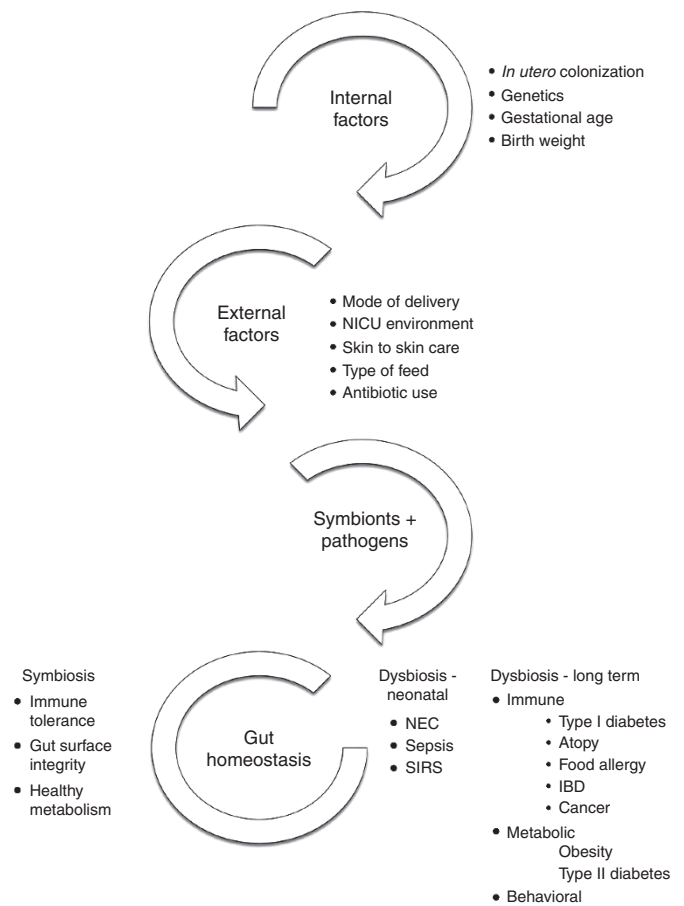 Internal
factors
• In utero colonization
• Genetics
• Gestational age
• Birth weight
External
factors
• Mode of delivery
• NICU environment
• Skin to skin care
• Type of feed
• Antibiotic use
Symbionts +
pathogens
Symbiosis
• Immune
tolerance
• Gut surface
integrity
• Healthy
metabolism
Gut
homeostasis
Dysbiosis -
neonatal
• NEC
• Sepsis
• SIRS
Dysbiosis - long term
• Immune
• Type I diabetes
• Atopy
• Food allergy
• IBD
• Cancer
• Metabolic
Obesity
Type II diabetes
• Behavioral